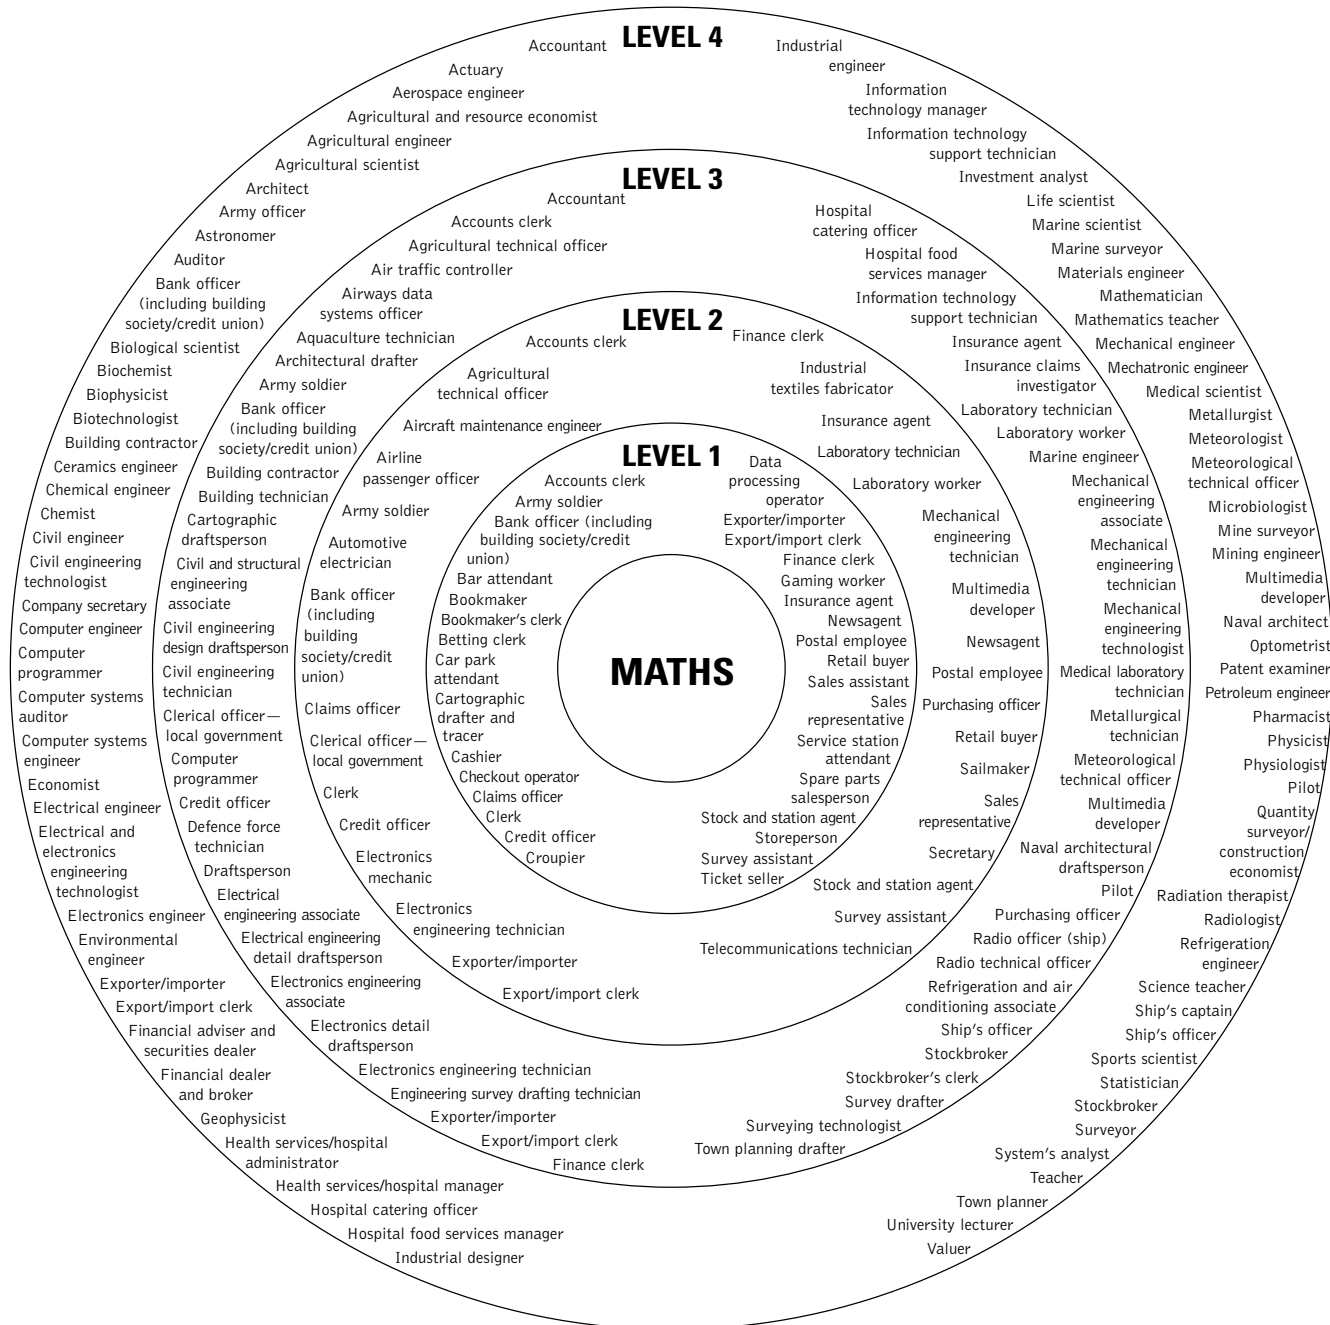 LEVEL 4
Accountant
Actuary
Aerospace engineer
Agricultural and resource economist
Agricultural engineer
Agricultural scientist
Architect
Army officer
Astronomer
Auditor
Bank officer
(including building
society/credit union)
Biological scientist
Biochemist
Biophysicist
Biotechnologist
Building contractor
Ceramics engineer
Chemical engineer
Chemist
Civil engineer
Civil engineering
technologist
Company secretary
Computer engineer
Computer
programmer
Computer systems
auditor
Computer systems
engineer
Economist
Electrical engineer
Electrical and
electronics
engineering
technologist
Electronics engineer
Environmental
engineer
Exporter/importer
Export/import clerk
Financial adviser and
securities dealer
Financial dealer
and broker
Geophysicist
Health services/hospital
administrator
Health services/hospital manager
Hospital catering officer
Hospital food services manager
Industrial designer
Industrial
engineer
Information
technology manager
Information technology
support technician
Investment analyst
Life scientist
Marine scientist
Marine surveyor
Materials engineer
Mathematician
Mathematics teacher
Mechanical engineer
Mechatronic engineer
Medical scientist
Metallurgist
Meteorologist
Meteorological
technical officer
Microbiologist
Mine surveyor
Mining engineer
Multimedia
developer
Naval architect
Optometrist
Patent examiner
Petroleum engineer
Pharmacist
Physicist
Physiologist
Pilot
Quantity
surveyor/
construction
economist
Radiation therapist
Radiologist
Refrigeration
engineer
Science teacher
Ship's captain
Ship's officer
Sports scientist
Statistician
Stockbroker
Surveyor
System's analyst
Teacher
Town planner
University lecturer
Valuer
LEVEL 3
Accountant
Accounts clerk
Agricultural technical officer
Air traffic controller
Airways data
systems officer
Aquaculture technician
Architectural drafter
Army soldier
Bank officer
(including building
society/credit union)
Building contractor
Building technician
Cartographic
draftsperson
Civil and structural
engineering
associate
Civil engineering
design draftsperson
Civil engineering
technician
Clerical officer—
local government
Computer
programmer
Credit officer
Defence force
technician
Draftsperson
Electrical
engineering associate
Electrical engineering
detail draftsperson
Electronics engineering
associate
Electronics detail
draftsperson
Electronics engineering technician
Engineering survey drafting technician
Exporter/importer
Export/import clerk
Finance clerk
Hospital
catering officer
Hospital food
services manager
Information technology
support technician
Insurance agent
Insurance claims
investigator
Laboratory technician
Laboratory worker
Marine engineer
Mechanical
engineering
associate
Mechanical
engineering
technician
Mechanical
engineering
technologist
Medical laboratory
technician
Metallurgical
technician
Meteorological
technical officer
Multimedia
developer
Naval architectural
draftsperson
Pilot
Purchasing officer
Radio officer (ship)
Radio technical officer
Refrigeration and air
conditioning associate
Ship's officer
Stockbroker
Stockbroker's clerk
Survey drafter
Surveying technologist
Town planning drafter
LEVEL 2
Accounts clerk
Agricultural
technical officer
Aircraft maintenance engineer
Airline
passenger officer
Army soldier
Automotive
electrician
Bank officer
(including
building
society/credit
union)
Claims officer
Clerical officer—
local government
Clerk
Credit officer
Electronics
mechanic
Electronics
engineering technician
Exporter/importer
Export/import clerk
Finance clerk
Industrial
textiles fabricator
Insurance agent
Laboratory technician
Laboratory worker
Mechanical
engineering
technician
Multimedia
developer
Newsagent
Postal employee
Purchasing officer
Retail buyer
Sailmaker
Sales
representative
Secretary
Stock and station agent
Survey assistant
Telecommunications technician
LEVEL 1
Accounts clerk
Army soldier
Bank officer (including
building society/credit
union)
Bar attendant
Bookmaker
Bookmaker's clerk
Betting clerk
Car park
attendant
Cartographic
drafter and
tracer
Cashier
Checkout operator
Claims officer
Clerk
Credit officer
Croupier
Data
processing
operator
Exporter/importer
Export/import clerk
Finance clerk
Gaming worker
Insurance agent
Newsagent
Postal employee
Retail buyer
Sales assistant
Sales
representative
Service station
attendant
Spare parts
salesperson
Stock and station agent
Storeperson
Survey assistant
Ticket seller
MATHS